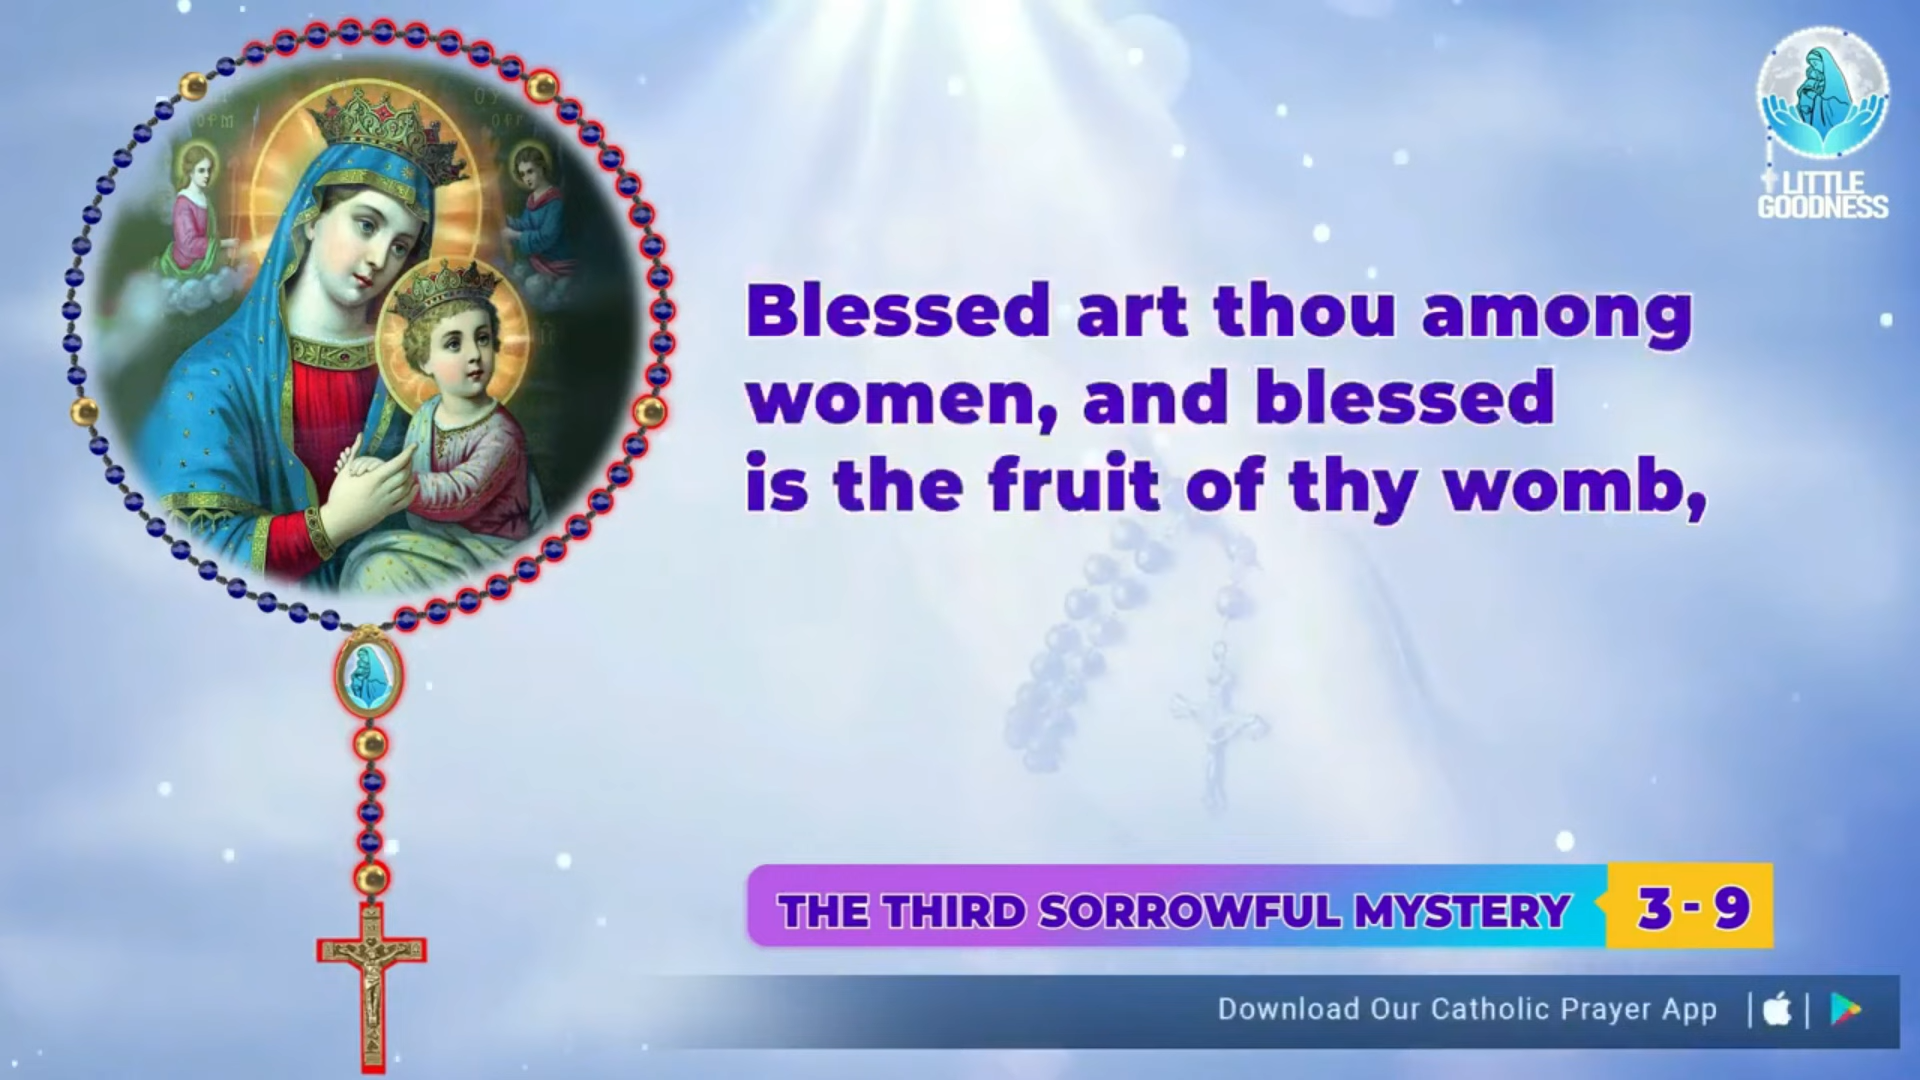 LITTLE
GOODNESS
Blessed art thou among
women, and blessed
is the fruit of thy womb,
THE THIRD SORROWFUL MYSTERY 3 - 9
Download Our Catholic Prayer App